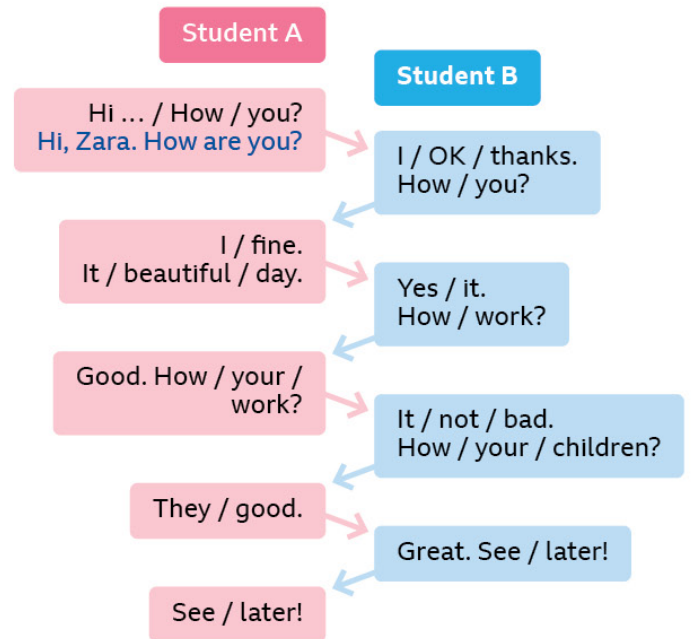 Student A
Student B
Hi ... / How / you?
Hi, Zara. How are you?
I / OK / thanks.
How / you?
I / fine.
It / beautiful / day.
Yes / it.
How / work?
Good. How / your /
work?
It / not / bad.
How / your / children?
They / good.
Great. See / later!
See / later!